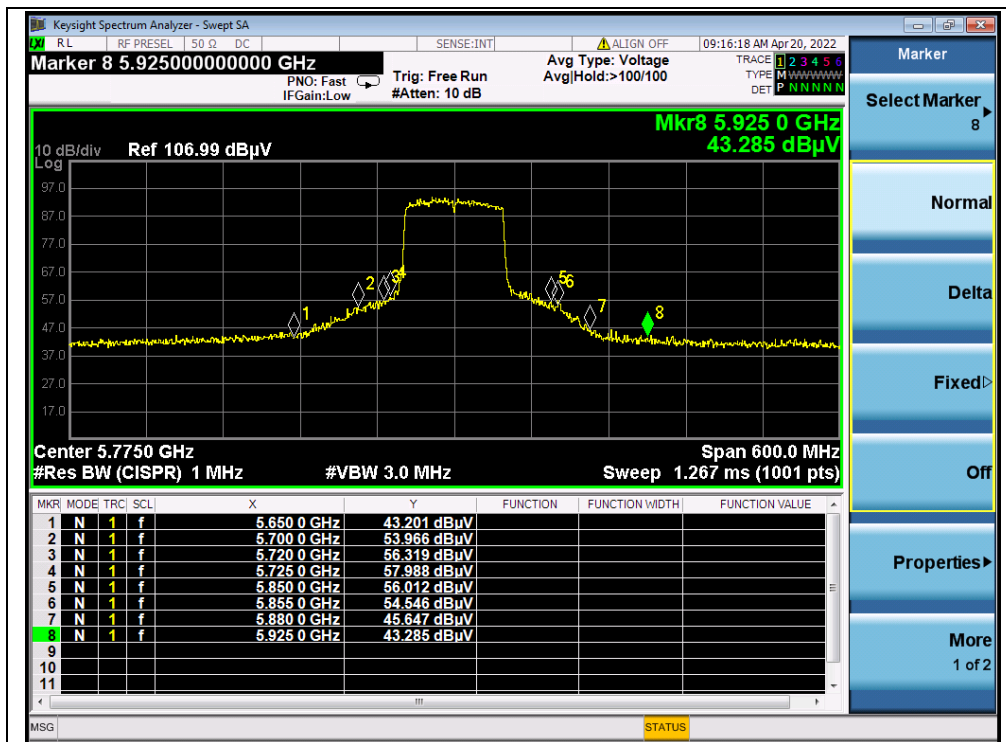 Keysight Spectrum Analyzer - Swept SA
LXI RL RF PRESEL 50 Ω DC SENSE:INT ALIGN OFF 09:16:18 AM Apr 20, 2022
Marker 8 5.925000000000 GHz
PNO: Fast
IFGain:Low
Trig: Free Run
#Atten: 10 dB
Avg Type: Voltage
Avg|Hold:>100/100
TRACE 1 2 3 4 5 6
TYPE M WWWWW
DET P N N N N N
Mkr8 5.925 0 GHz
43.285 dBµV
10 dB/div Ref 106.99 dBµV
Log
97.0
87.0
77.0
67.0
57.0
47.0
37.0
27.0
17.0
1
2
3
4
5
6
7
8
Center 5.7750 GHz Span 600.0 MHz
#Res BW (CISPR) 1 MHz #VBW 3.0 MHz Sweep 1.267 ms (1001 pts)
MKR MODE TRC SCL X Y FUNCTION FUNCTION WIDTH FUNCTION VALUE
1 N 1 f 5.650 0 GHz 43.201 dBµV
2 N 1 f 5.700 0 GHz 53.966 dBµV
3 N 1 f 5.720 0 GHz 56.319 dBµV
4 N 1 f 5.725 0 GHz 57.988 dBµV
5 N 1 f 5.850 0 GHz 56.012 dBµV
6 N 1 f 5.855 0 GHz 54.546 dBµV
7 N 1 f 5.880 0 GHz 45.647 dBµV
8 N 1 f 5.925 0 GHz 43.285 dBµV
9
10
11
MSG STATUS
Marker
Select Marker
8
Normal
Delta
Fixed
Off
Properties
More
1 of 2